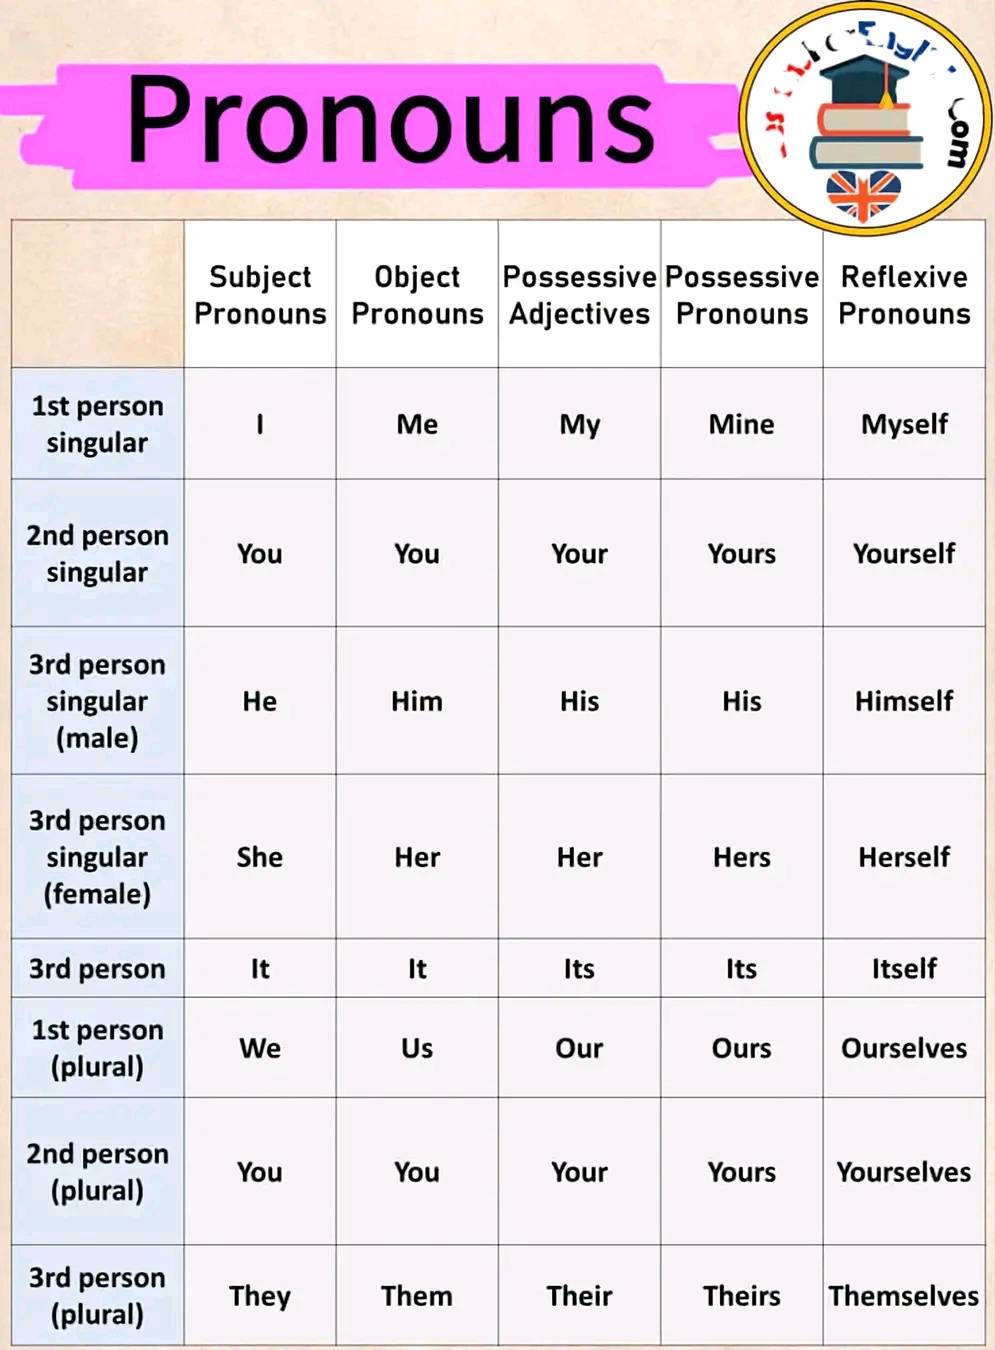 Pronouns
com
Subject Pronouns
Object Pronouns
Possessive Adjectives
Possessive Pronouns
Reflexive Pronouns
1st person singular
I
Me
My
Mine
Myself
2nd person singular
You
You
Your
Yours
Yourself
3rd person singular (male)
He
Him
His
His
Himself
3rd person singular (female)
She
Her
Her
Hers
Herself
3rd person
It
It
Its
Its
Itself
1st person (plural)
We
Us
Our
Ours
Ourselves
2nd person (plural)
You
You
Your
Yours
Yourselves
3rd person (plural)
They
Them
Their
Theirs
Themselves